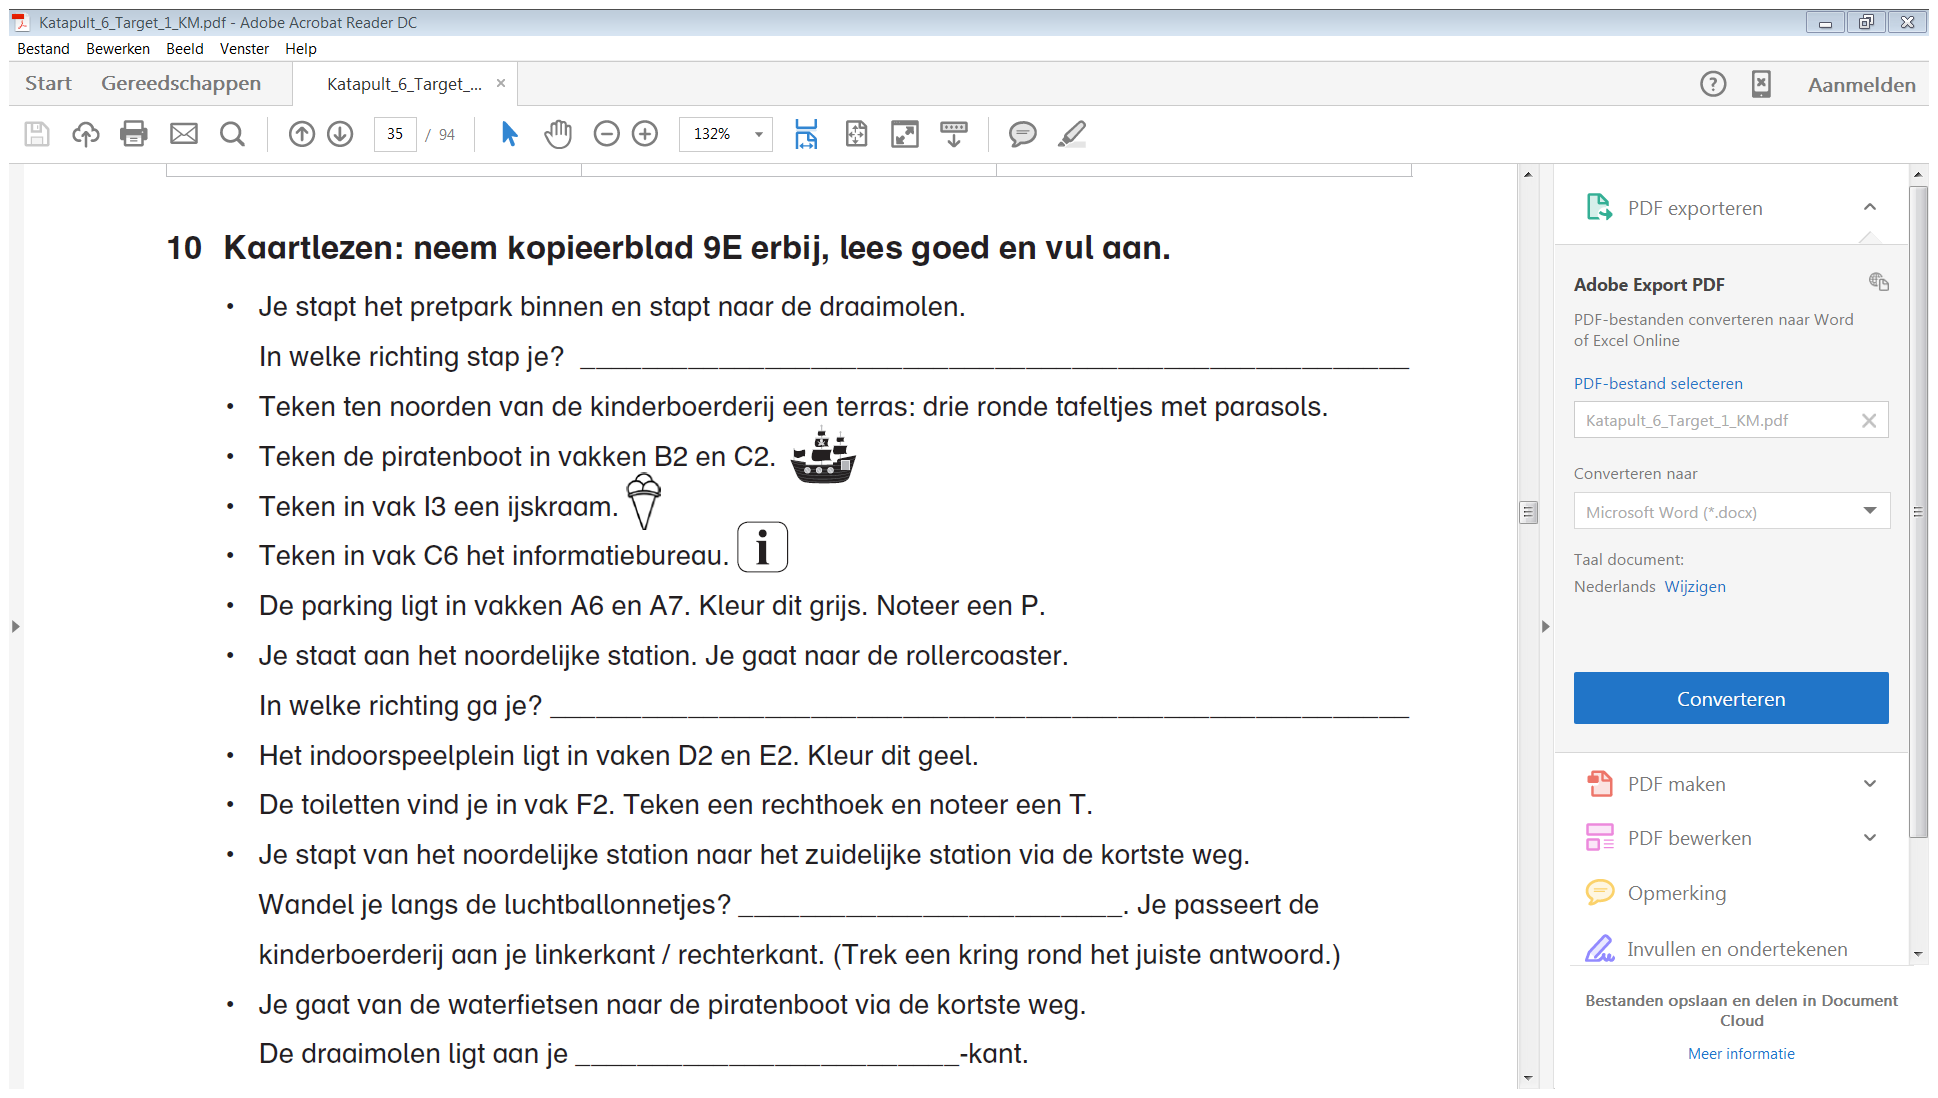 Katapult_6_Target_1_KM.pdf - Adobe Acrobat Reader DC
Bestand Bewerken Beeld Venster Help
Start Gereedschappen Katapult_6_Target_... × Aanmelden
35 / 94 132%
10 Kaartlezen: neem kopieerblad 9E erbij, lees goed en vul aan.
• Je stapt het pretpark binnen en stapt naar de draaimolen.
In welke richting stap je? ______________________________
• Teken ten noorden van de kinderboerderij een terras: drie ronde tafeltjes met parasols.
• Teken de piratenboot in vakken B2 en C2.
• Teken in vak I3 een ijskraam.
• Teken in vak C6 het informatiebureau. i
• De parking ligt in vakken A6 en A7. Kleur dit grijs. Noteer een P.
• Je staat aan het noordelijke station. Je gaat naar de rollercoaster.
In welke richting ga je? ______________________________
• Het indoorspeelplein ligt in vaken D2 en E2. Kleur dit geel.
• De toiletten vind je in vak F2. Teken een rechthoek en noteer een T.
• Je stapt van het noordelijke station naar het zuidelijke station via de kortste weg.
Wandel je langs de luchtballonnetjes? _________________________. Je passeert de
kinderboerderij aan je linkerkant / rechterkant. (Trek een kring rond het juiste antwoord.)
• Je gaat van de waterfietsen naar de piratenboot via de kortste weg.
De draaimolen ligt aan je _________________________-kant.
PDF exporteren
Adobe Export PDF
PDF-bestanden converteren naar Word
of Excel Online
PDF-bestand selecteren
Katapult_6_Target_1_KM.pdf
Converteren naar
Microsoft Word (*.docx)
Taal document:
Nederlands Wijzigen
Converteren
PDF maken
PDF bewerken
Opmerking
Invullen en ondertekenen
Bestanden opslaan en delen in Document
Cloud
Meer informatie